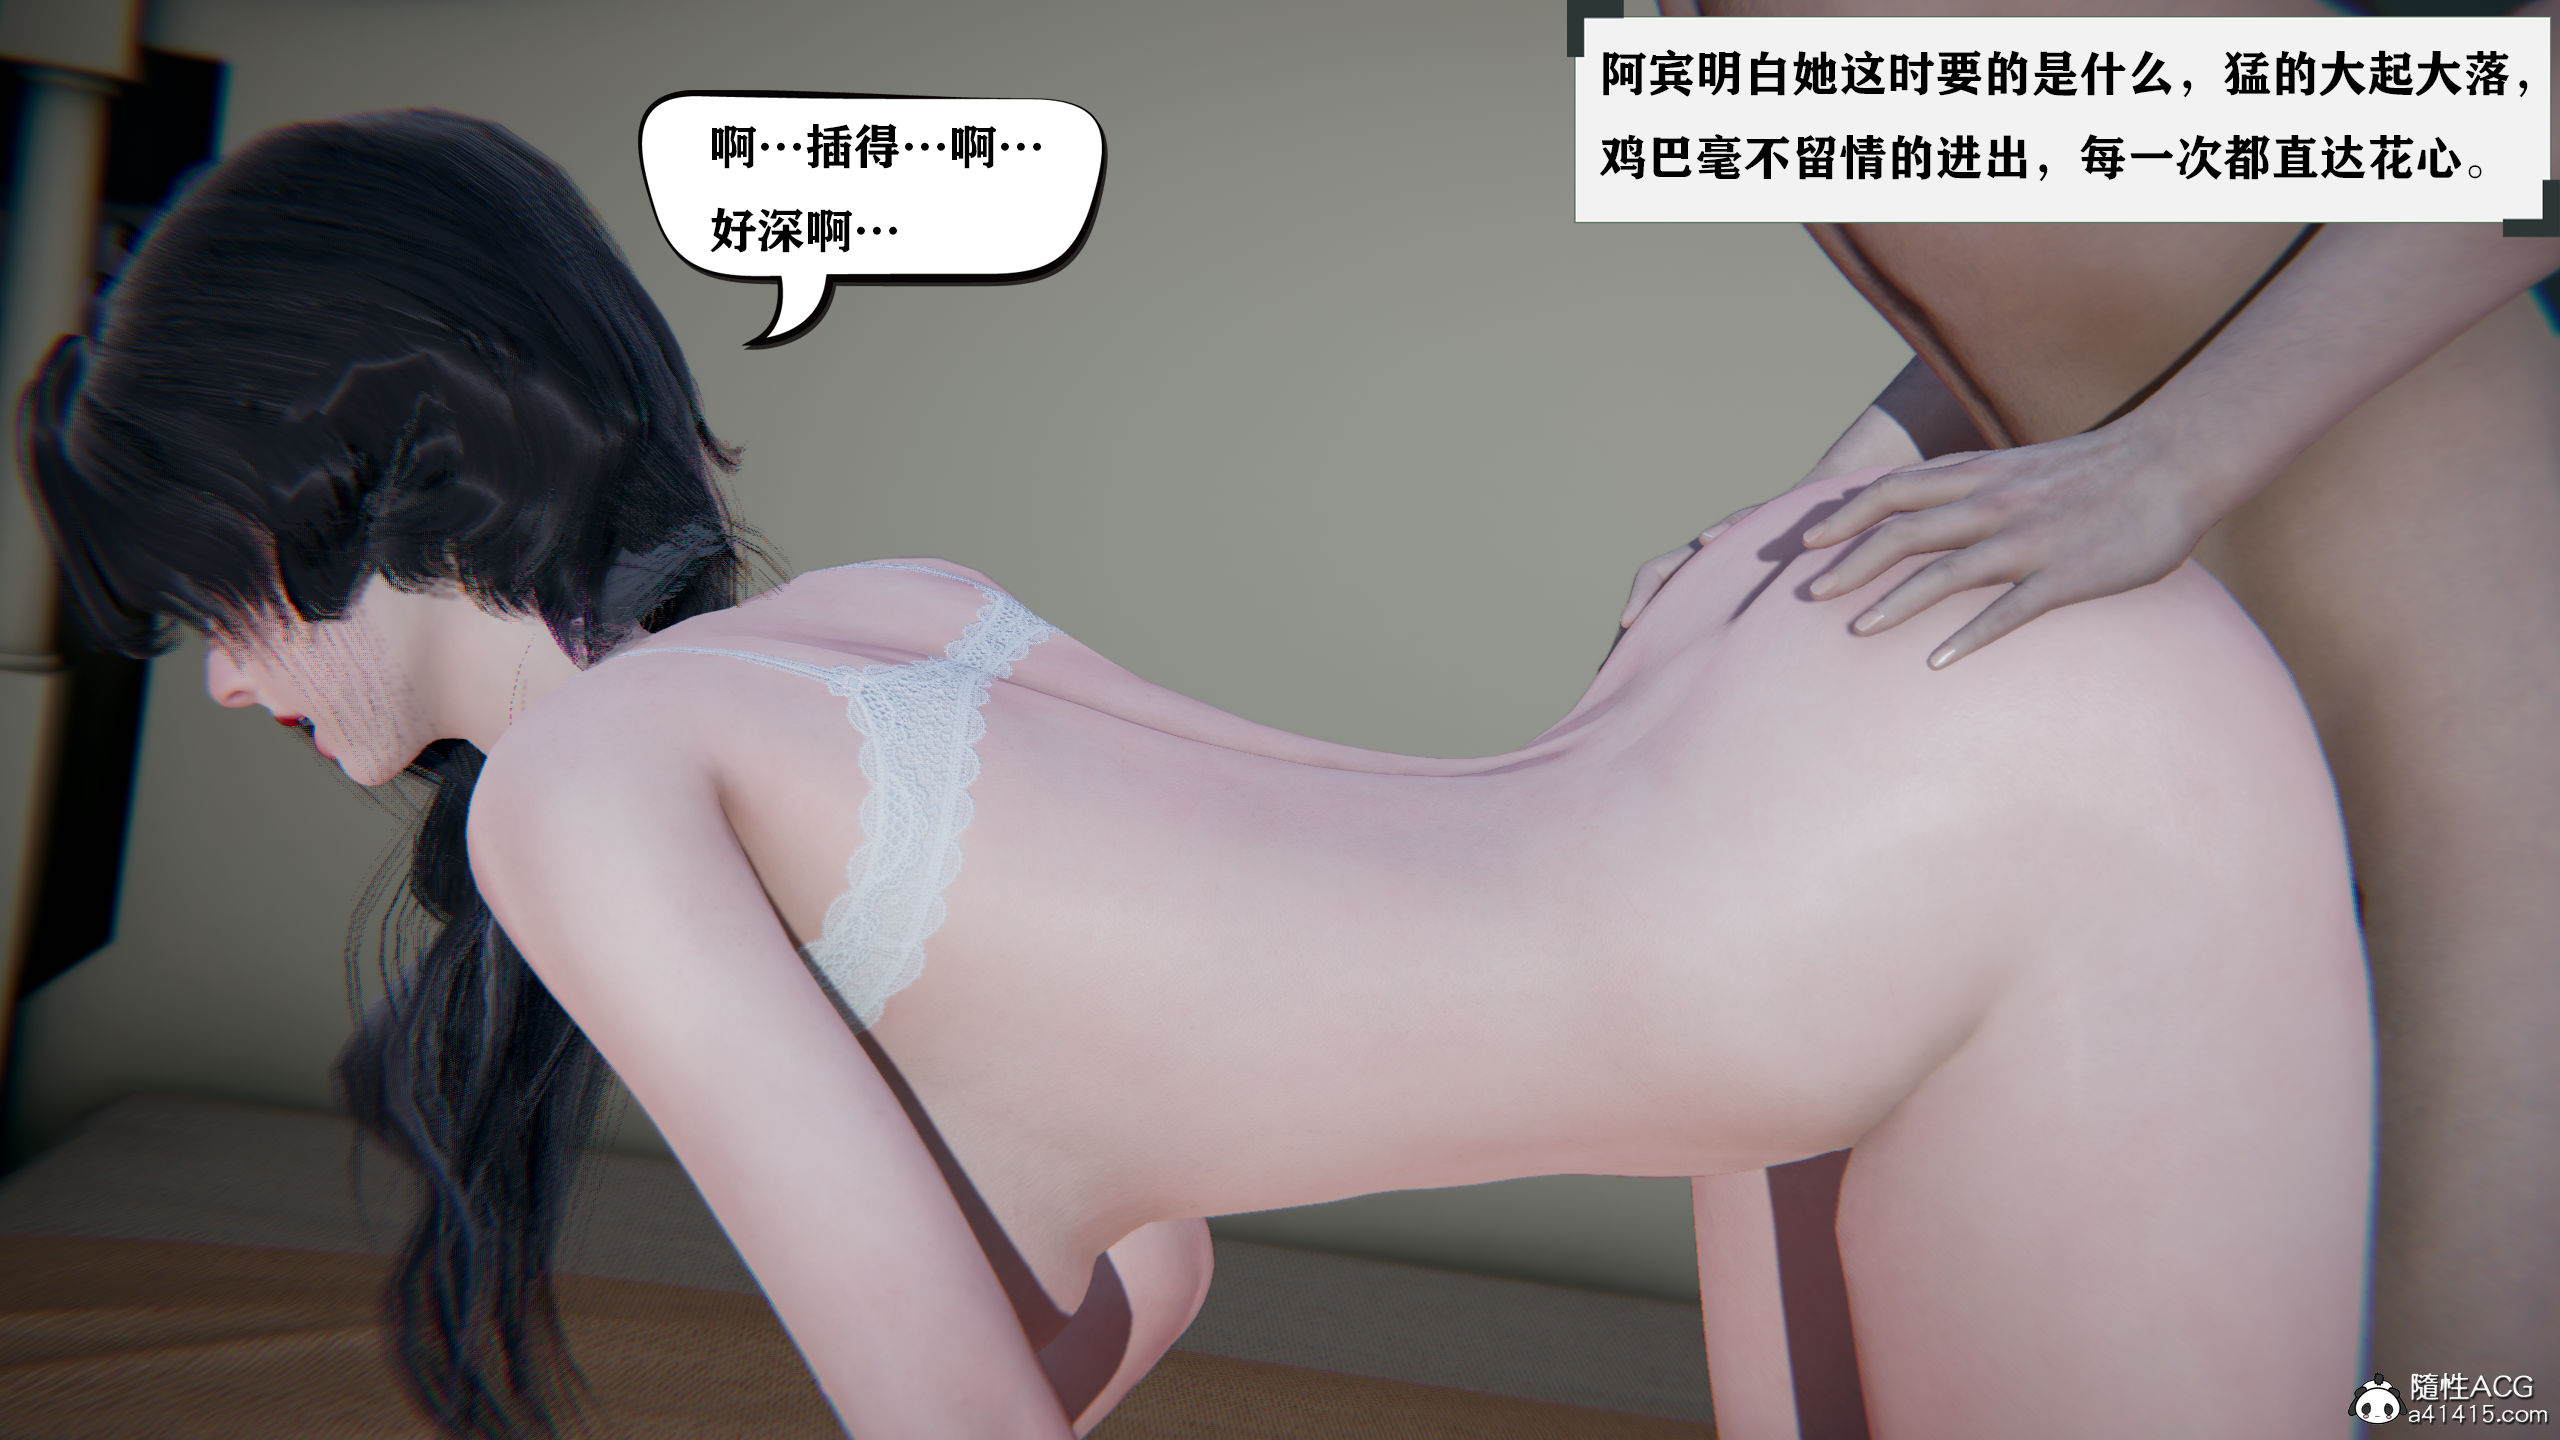 啊…插得…啊…
好深啊…
阿宾明白她这时要的是什么，猛的大起大落，
鸡巴毫不留情的进出，每一次都直达花心。
隨性ACG
a41415.com